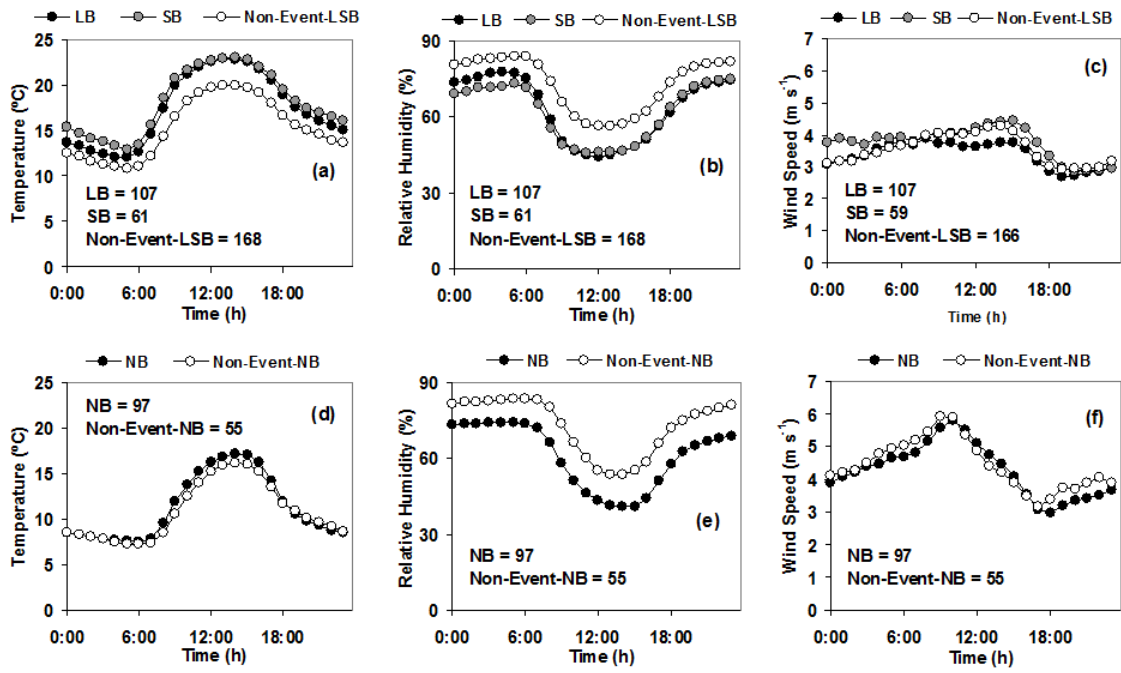 LB SB Non-Event-LSB
25
20
15
10
5
0
Temperature (ºC)
(a)
LB = 107
SB = 61
Non-Event-LSB = 168
0:00 6:00 12:00 18:00
Time (h)
LB SB Non-Event-LSB
90
60
30
0
Relative Humidity (%)
(b)
LB = 107
SB = 61
Non-Event-LSB = 168
0:00 6:00 12:00 18:00
Time (h)
LB SB Non-Event-LSB
7
6
5
4
3
2
1
0
Wind Speed (m s⁻¹)
(c)
LB = 107
SB = 59
Non-Event-LSB = 166
0:00 6:00 12:00 18:00
Time (h)
NB Non-Event-NB
25
20
15
10
5
0
Temperature (ºC)
NB = 97
Non-Event-NB = 55
(d)
0:00 6:00 12:00 18:00
Time (h)
NB Non-Event-NB
90
60
30
0
Relative Humidity (%)
(e)
NB = 97
Non-Event-NB = 55
0:00 6:00 12:00 18:00
Time (h)
NB Non-Event-NB
7
6
5
4
3
2
1
0
Wind Speed (m s⁻¹)
(f)
NB = 97
Non-Event-NB = 55
0:00 6:00 12:00 18:00
Time (h)